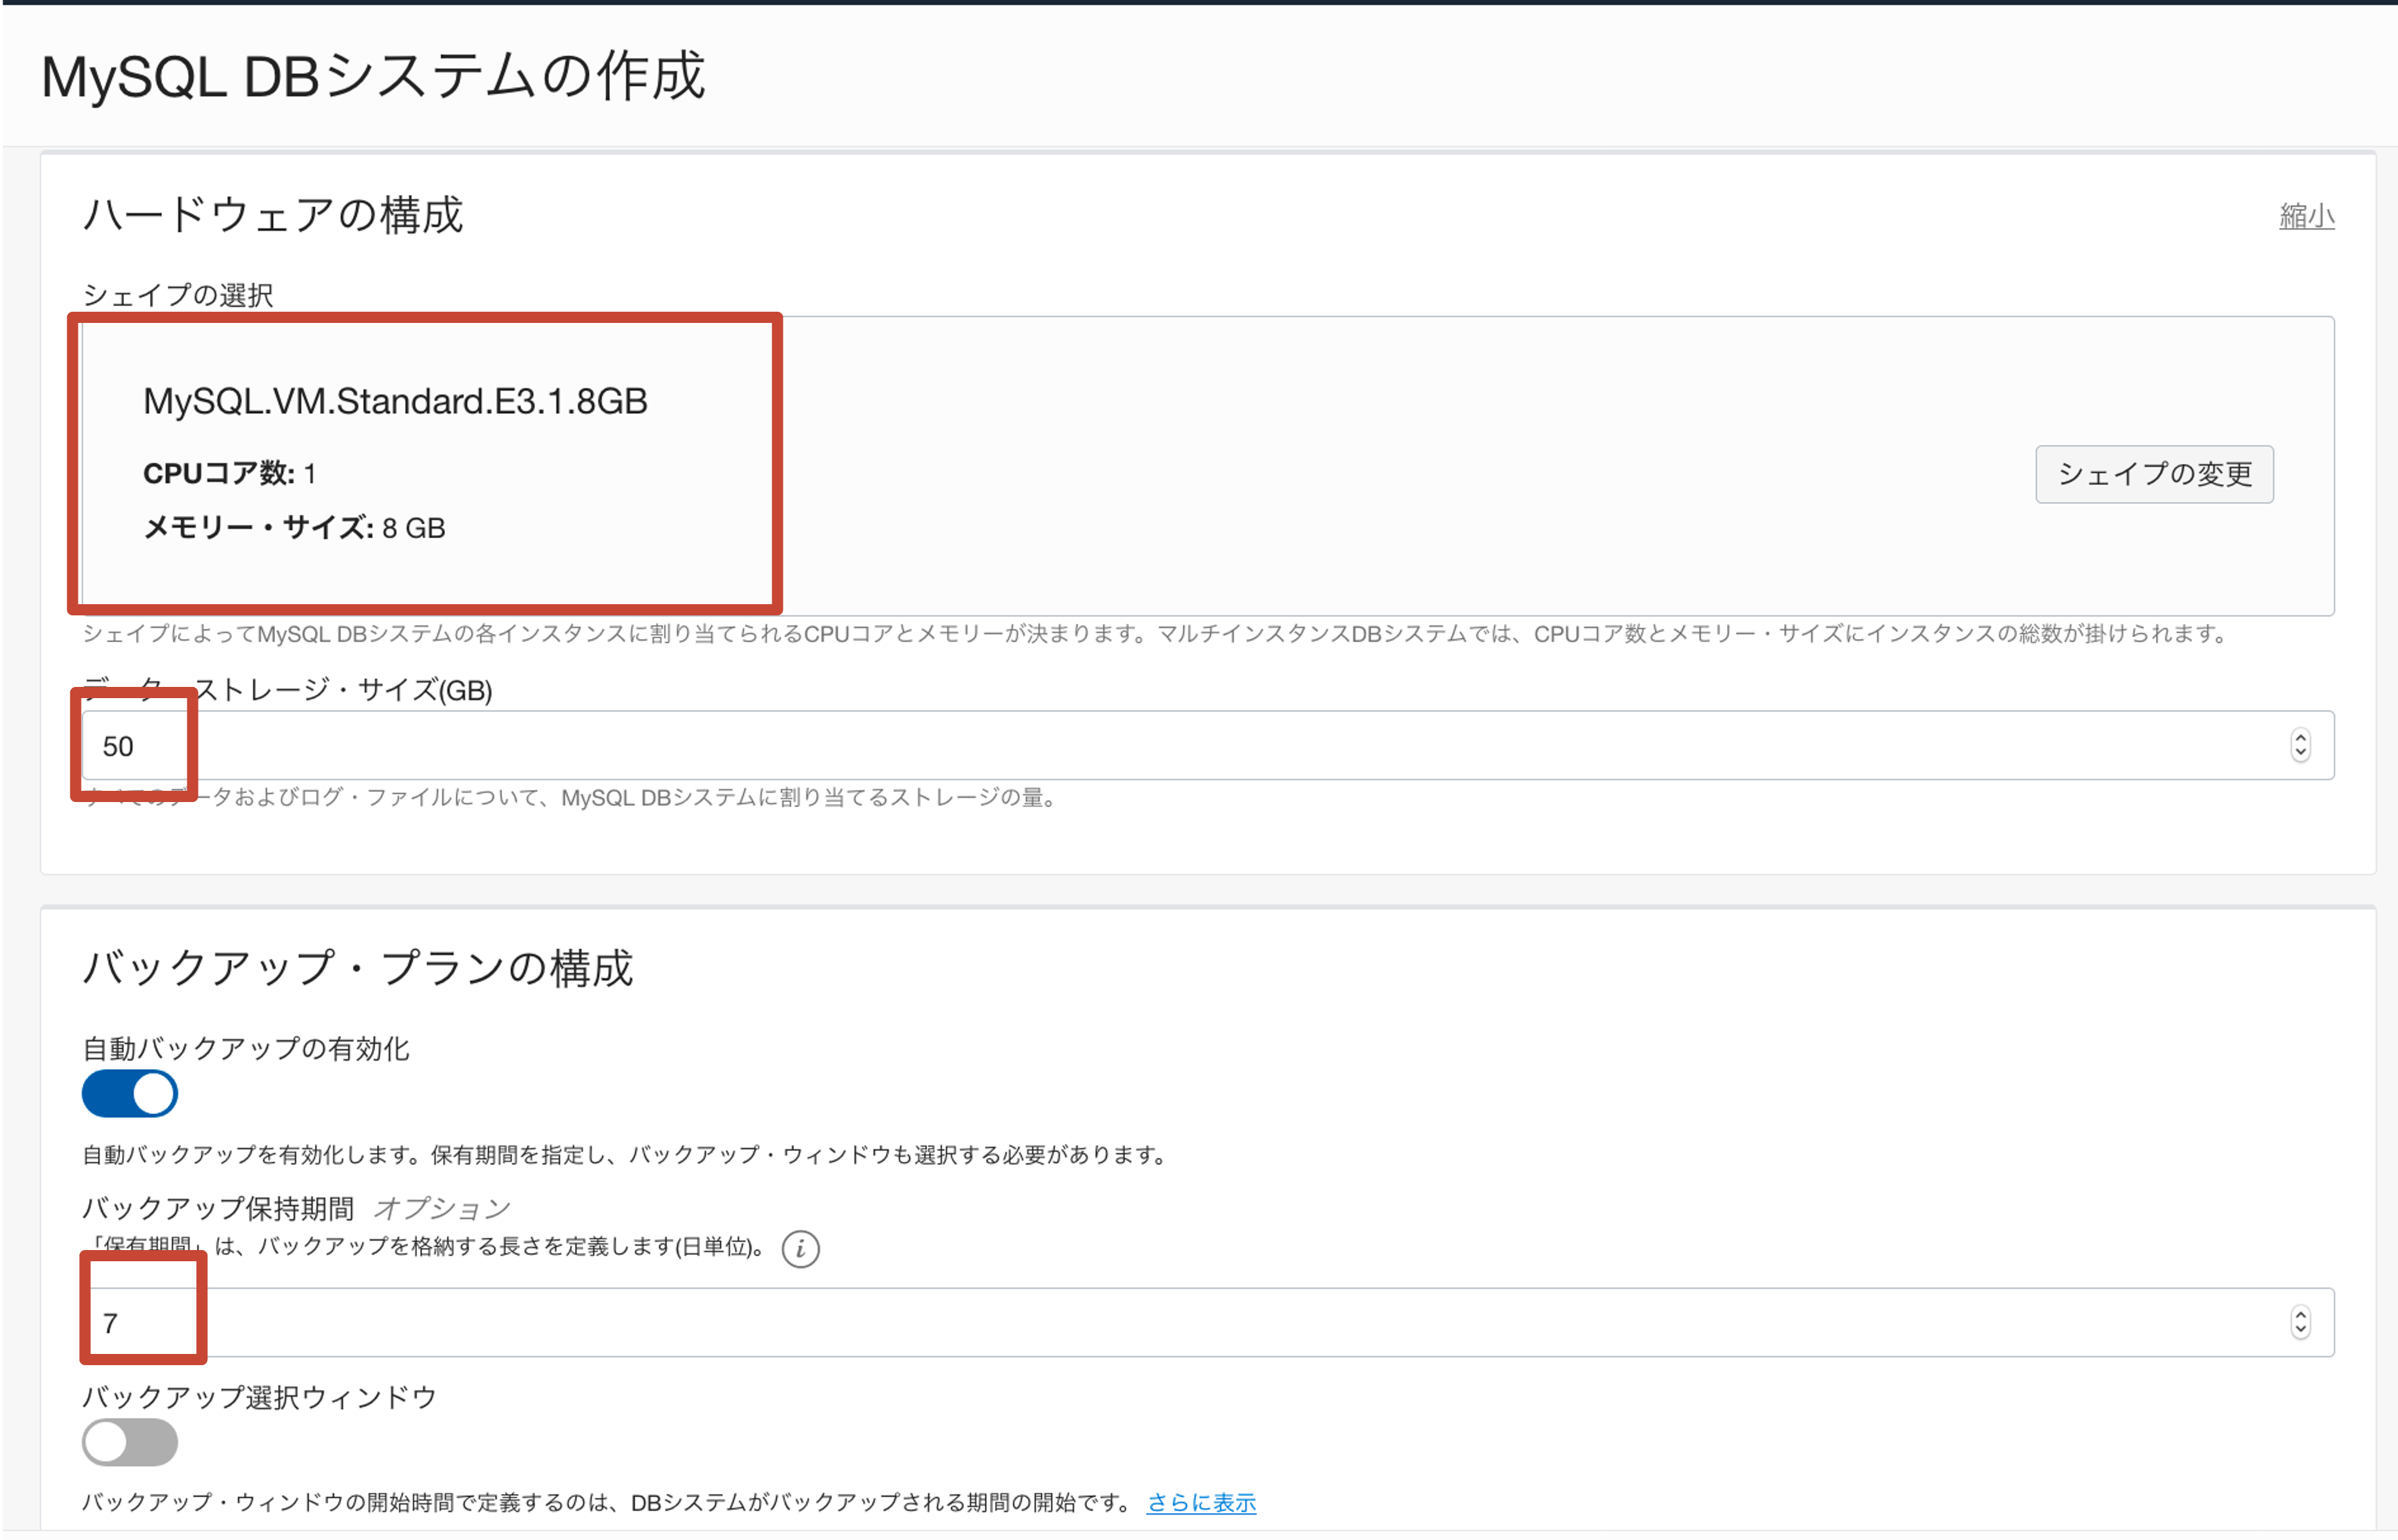 MySQL DBシステムの作成
ハードウェアの構成
縮小
シェイプの選択
MySQL.VM.Standard.E3.1.8GB
CPUコア数: 1
メモリー・サイズ: 8 GB
シェイプの変更
シェイプによってMySQL DBシステムの各インスタンスに割り当てられるCPUコアとメモリーが決まります。マルチインスタンスDBシステムでは、CPUコア数とメモリー・サイズにインスタンスの総数が掛けられます。
データ・ストレージ・サイズ(GB)
50
すべてのデータおよびログ・ファイルについて、MySQL DBシステムに割り当てるストレージの量。
バックアップ・プランの構成
自動バックアップの有効化
自動バックアップを有効化します。保有期間を指定し、バックアップ・ウィンドウも選択する必要があります。
バックアップ保持期間 オプション
「保有期間」は、バックアップを格納する長さを定義します(日単位)。 i
7
バックアップ選択ウィンドウ
バックアップ・ウィンドウの開始時間で定義するのは、DBシステムがバックアップされる期間の開始です。 さらに表示